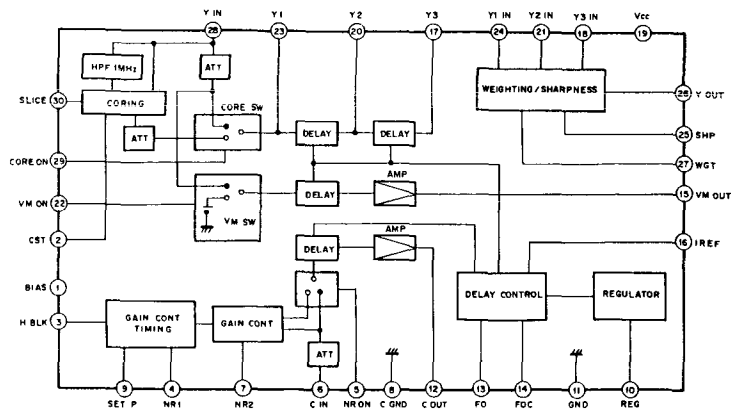 Y IN
Y1
Y2
Y3
Y1 IN
Y2 IN
Y3 IN
Vcc
28
23
20
17
24
21
18
19
HPF 1MHz
ATT
WEIGHTING/SHARPNESS
SLICE
30
CORING
CORE SW
26
Y OUT
ATT
DELAY
DELAY
25
SHP
CORE ON
29
27
WGT
AMP
VM ON
22
DELAY
15
VM OUT
VM SW
AMP
CST
2
DELAY
16
IREF
BIAS
1
DELAY CONTROL
REGULATOR
H BLK
3
GAIN CONT
TIMING
GAIN CONT
ATT
9
4
7
6
5
8
12
13
14
11
10
SET P
NR1
NR2
C IN
NR ON
C GND
C OUT
FO
FOC
GND
REG